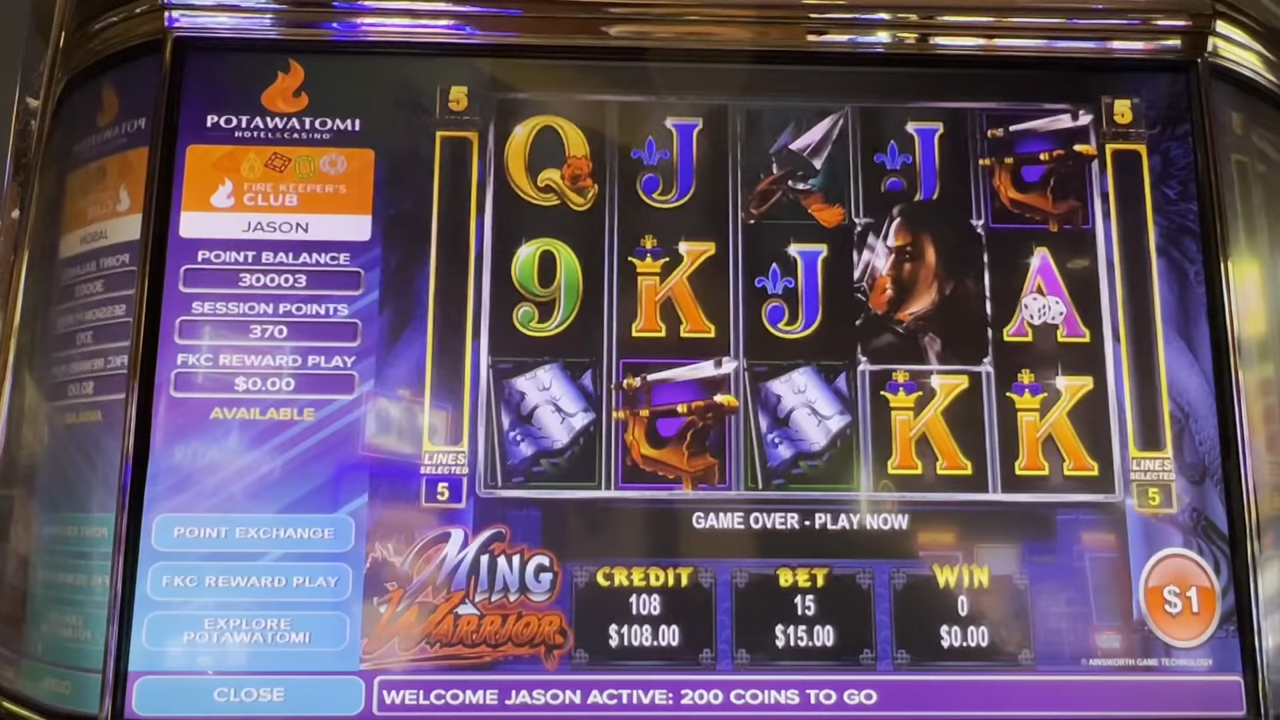 POTAWATOMI
HOTEL & CASINO
FIRE KEEPER'S
CLUB
JASON
POINT BALANCE
30003
SESSION POINTS
370
FKC REWARD PLAY
$0.00
AVAILABLE
POINT EXCHANGE
FKC REWARD PLAY
EXPLORE
POTAWATOMI
CLOSE
5
5
Q J J
9 K J A
K K
LINES
SELECTED
5
LINES
SELECTED
5
GAME OVER - PLAY NOW
MING
WARRIOR
CREDIT
108
$108.00
BET
15
$15.00
WIN
0
$0.00
$1
© AINSWORTH GAME TECHNOLOGY
WELCOME JASON ACTIVE: 200 COINS TO GO